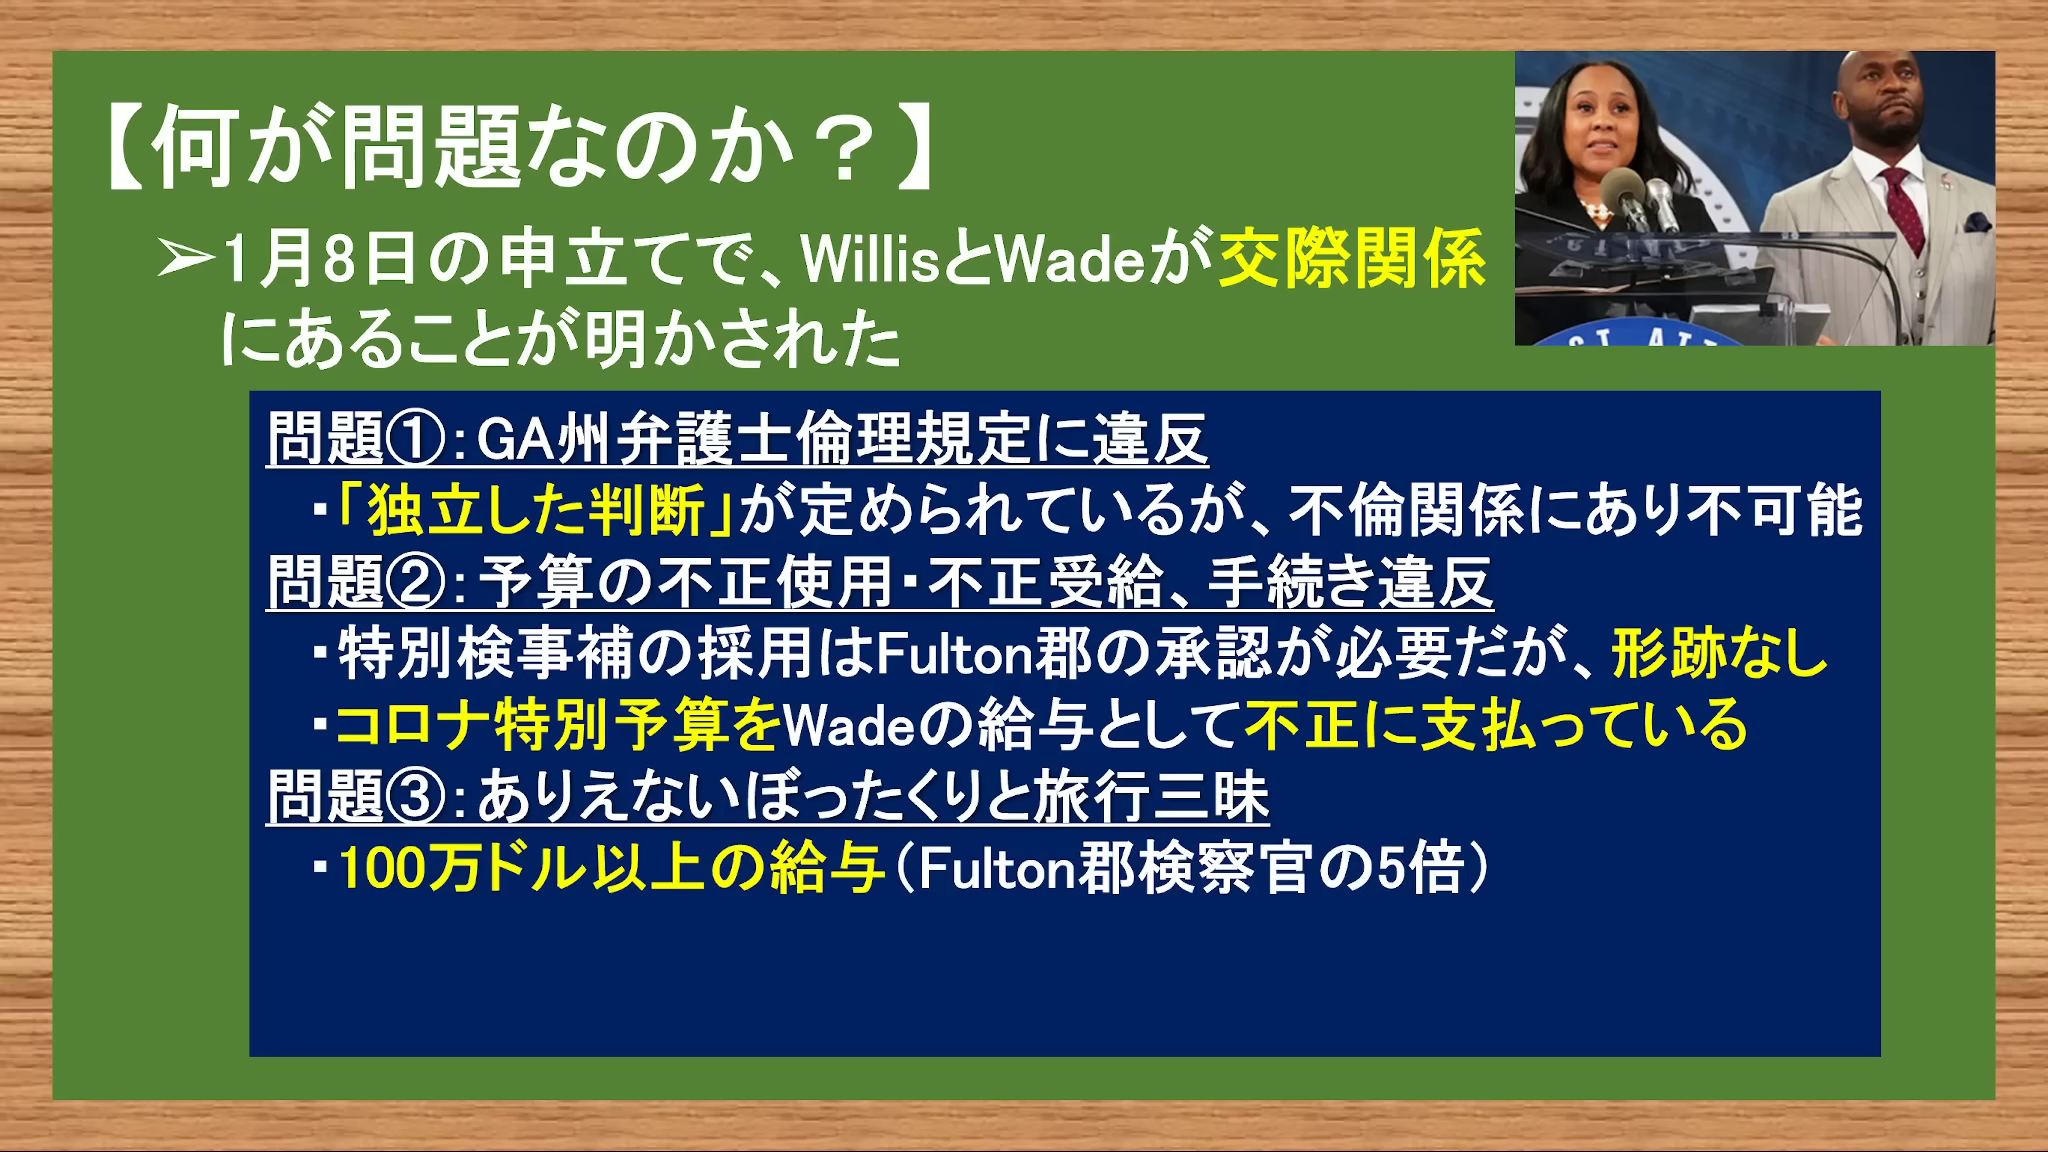 【何が問題なのか？】
➢1月8日の申立てで、WillisとWadeが交際関係
にあることが明かされた
問題①：GA州弁護士倫理規定に違反
・「独立した判断」が定められているが、不倫関係にあり不可能
問題②：予算の不正使用・不正受給、手続き違反
・特別検事補の採用はFulton郡の承認が必要だが、形跡なし
・コロナ特別予算をWadeの給与として不正に支払っている
問題③：ありえないぼったくりと旅行三昧
・100万ドル以上の給与（Fulton郡検察官の5倍）